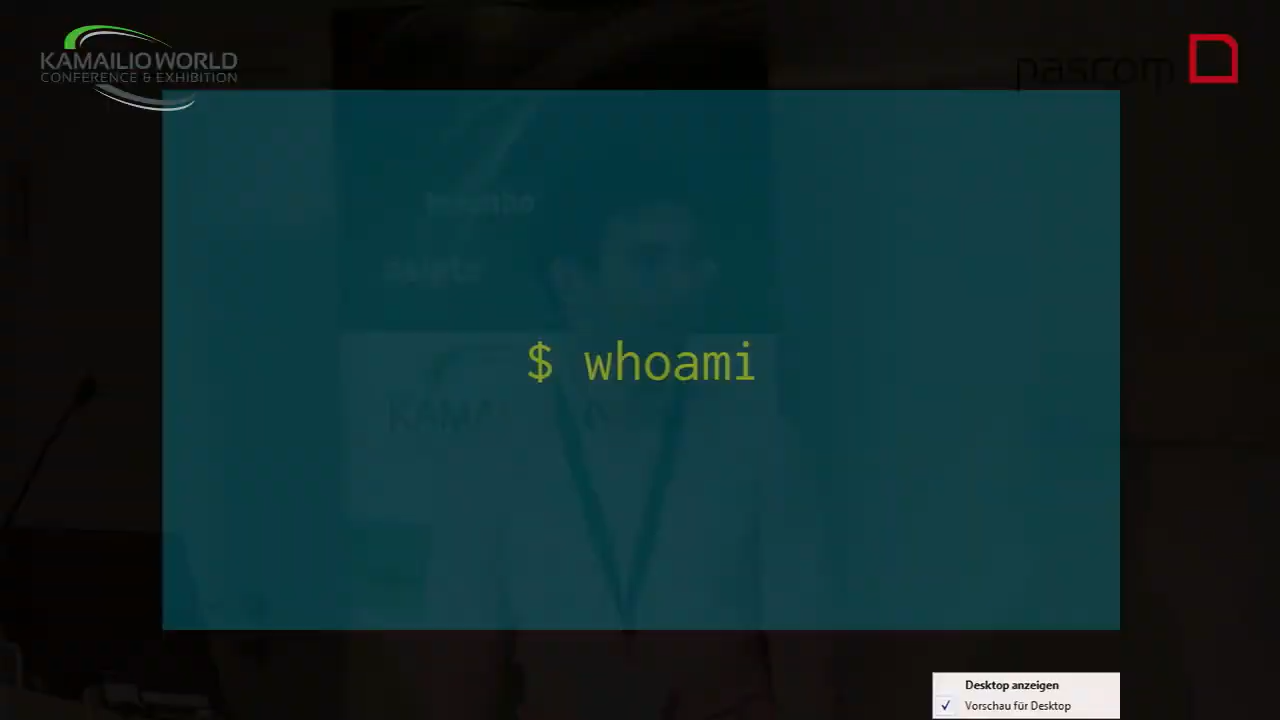 KAMAILIO WORLD
CONFERENCE & EXHIBITION
pascom
$ whoami
Desktop anzeigen
✓ Vorschau für Desktop